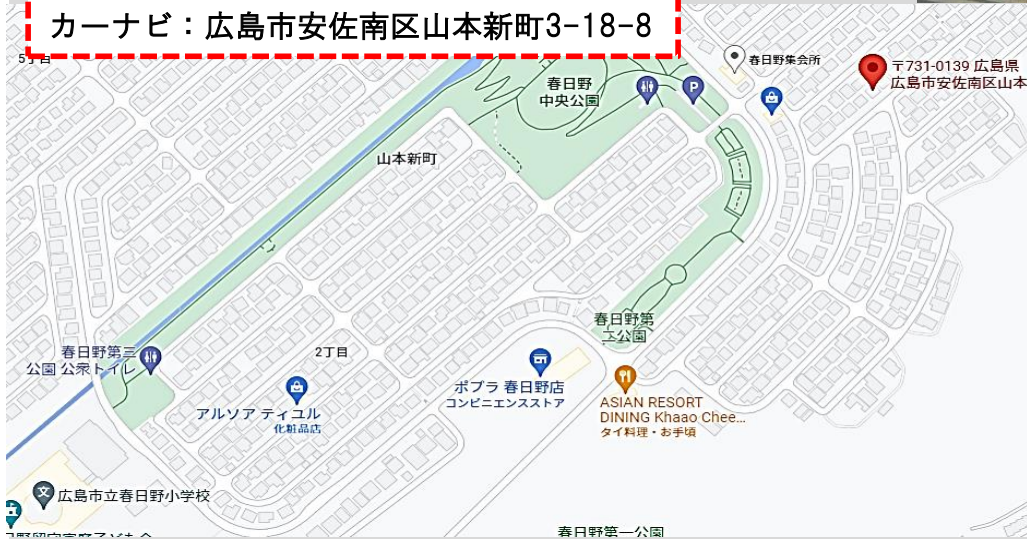 カーナビ：広島市安佐南区山本新町3-18-8
5丁目
春日野集会所
〒731-0139 広島県
広島市安佐南区山本
春日野
中央公園
P
山本新町
春日野第
二公園
春日野第三
公園 公衆トイレ
2丁目
ポプラ 春日野店
コンビニエンスストア
アルソア ティユル
化粧品店
ASIAN RESORT
DINING Khaao Chee...
タイ料理・お手頃
文
広島市立春日野小学校
春日野第一公園